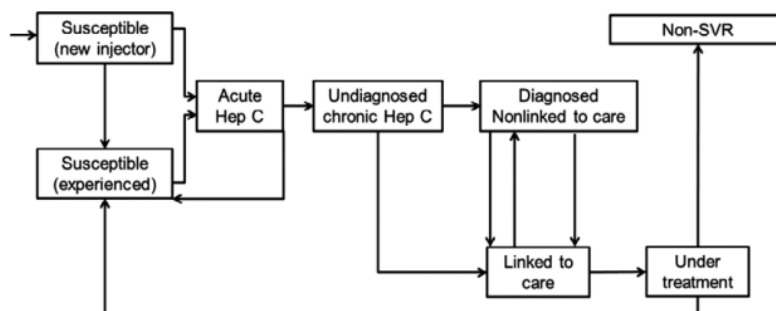 Susceptible
(new injector)
Non-SVR
Acute
Hep C
Undiagnosed
chronic Hep C
Diagnosed
Nonlinked to care
Susceptible
(experienced)
Linked to
care
Under
treatment